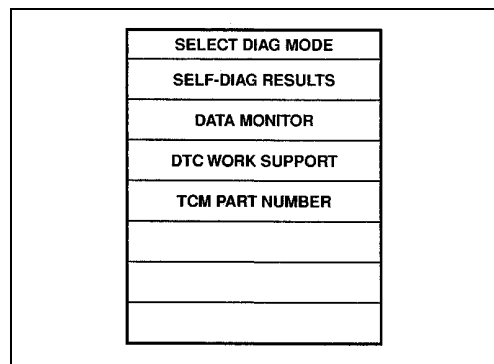 SELECT DIAG MODE
SELF-DIAG RESULTS
DATA MONITOR
DTC WORK SUPPORT
TCM PART NUMBER